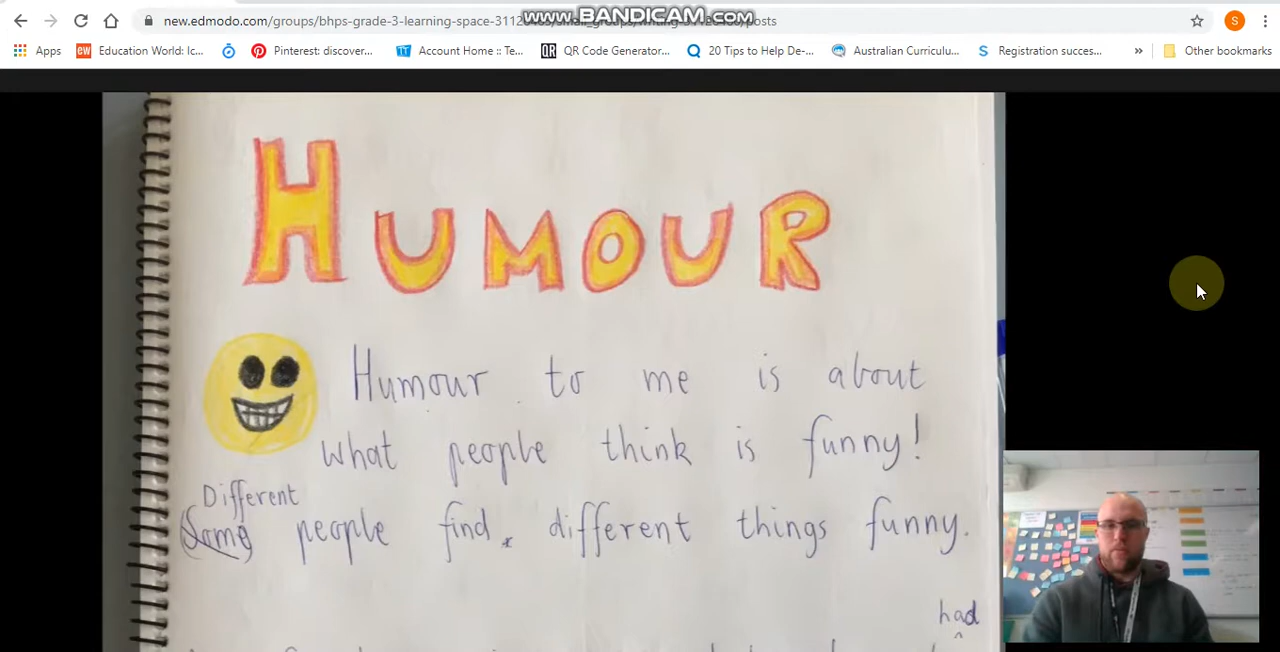 new.edmodo.com/groups/bhps-grade-3-learning-space-31120
www.BANDICAM.com
posts
S
Apps
Education World: Ic...
Pinterest: discover...
Account Home :: Te...
QR Code Generator...
20 Tips to Help De-...
Australian Curriculu...
Registration succes...
»
Other bookmarks
HUMOUR
Humour to me is about
what people think is funny!
Different
Some people find different things funny.
had